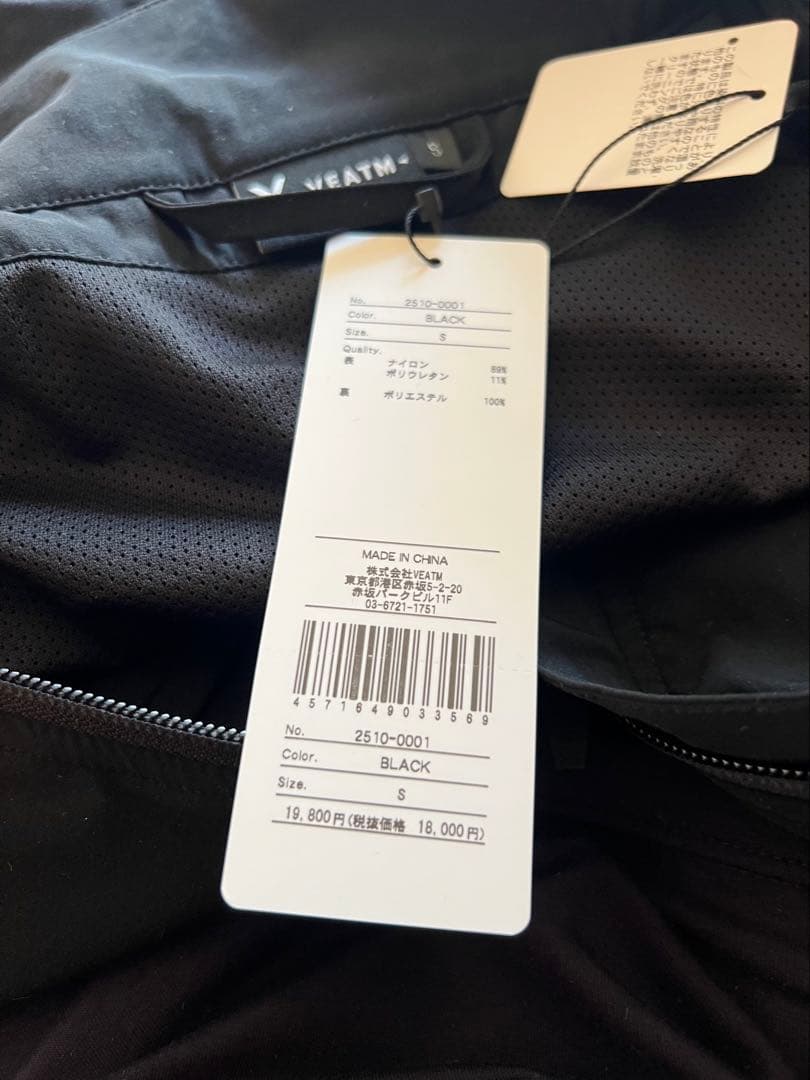 VEATM
S
No. 2510-0001
Color. BLACK
Size. S
Quality.
表 ナイロン 89%
ポリウレタン 11%
裏 ポリエステル 100%
MADE IN CHINA
株式会社VEATM
東京都港区赤坂5-2-20
赤坂パークビル11F
03-6721-1751
4571649033569
No. 2510-0001
Color. BLACK
Size. S
19,800円(税抜価格 18,000円)